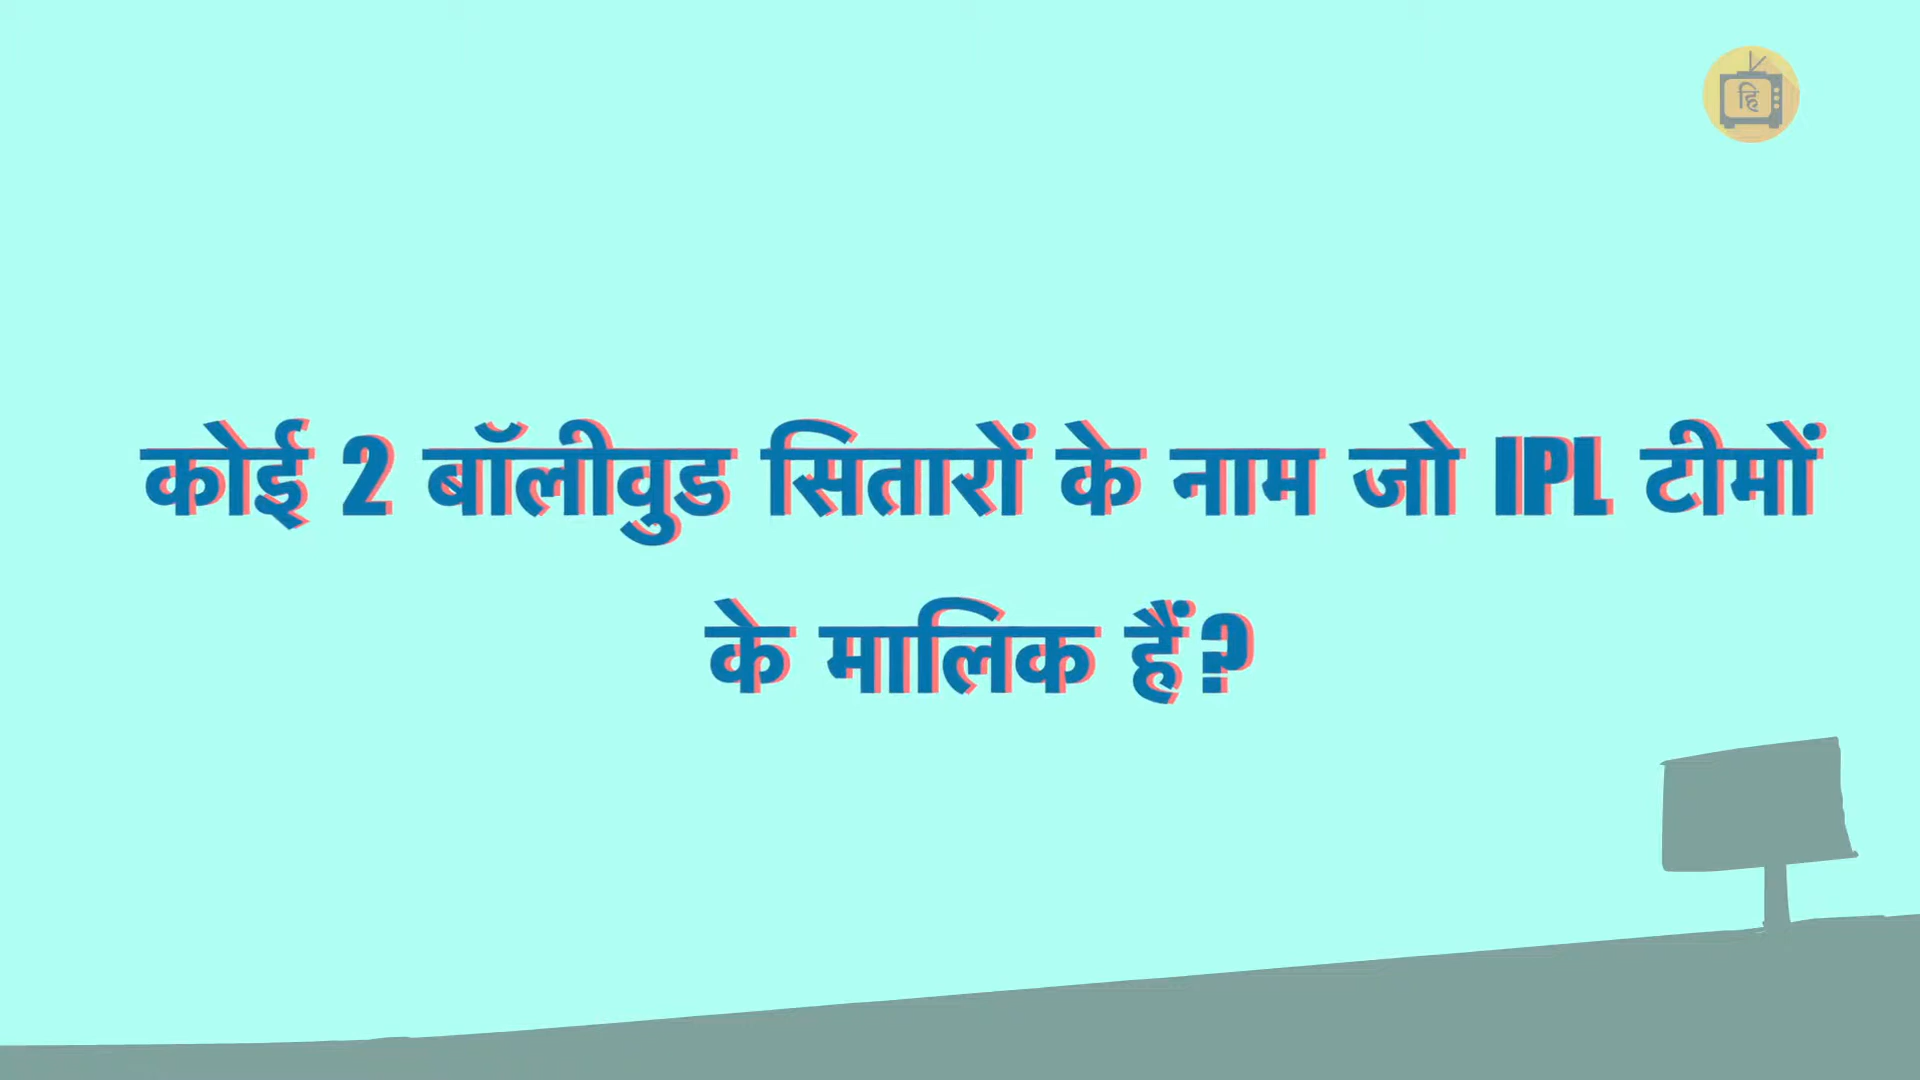 हि
कोई 2 बॉलीवुड सितारों के नाम जो IPL टीमों
के मालिक हैं?